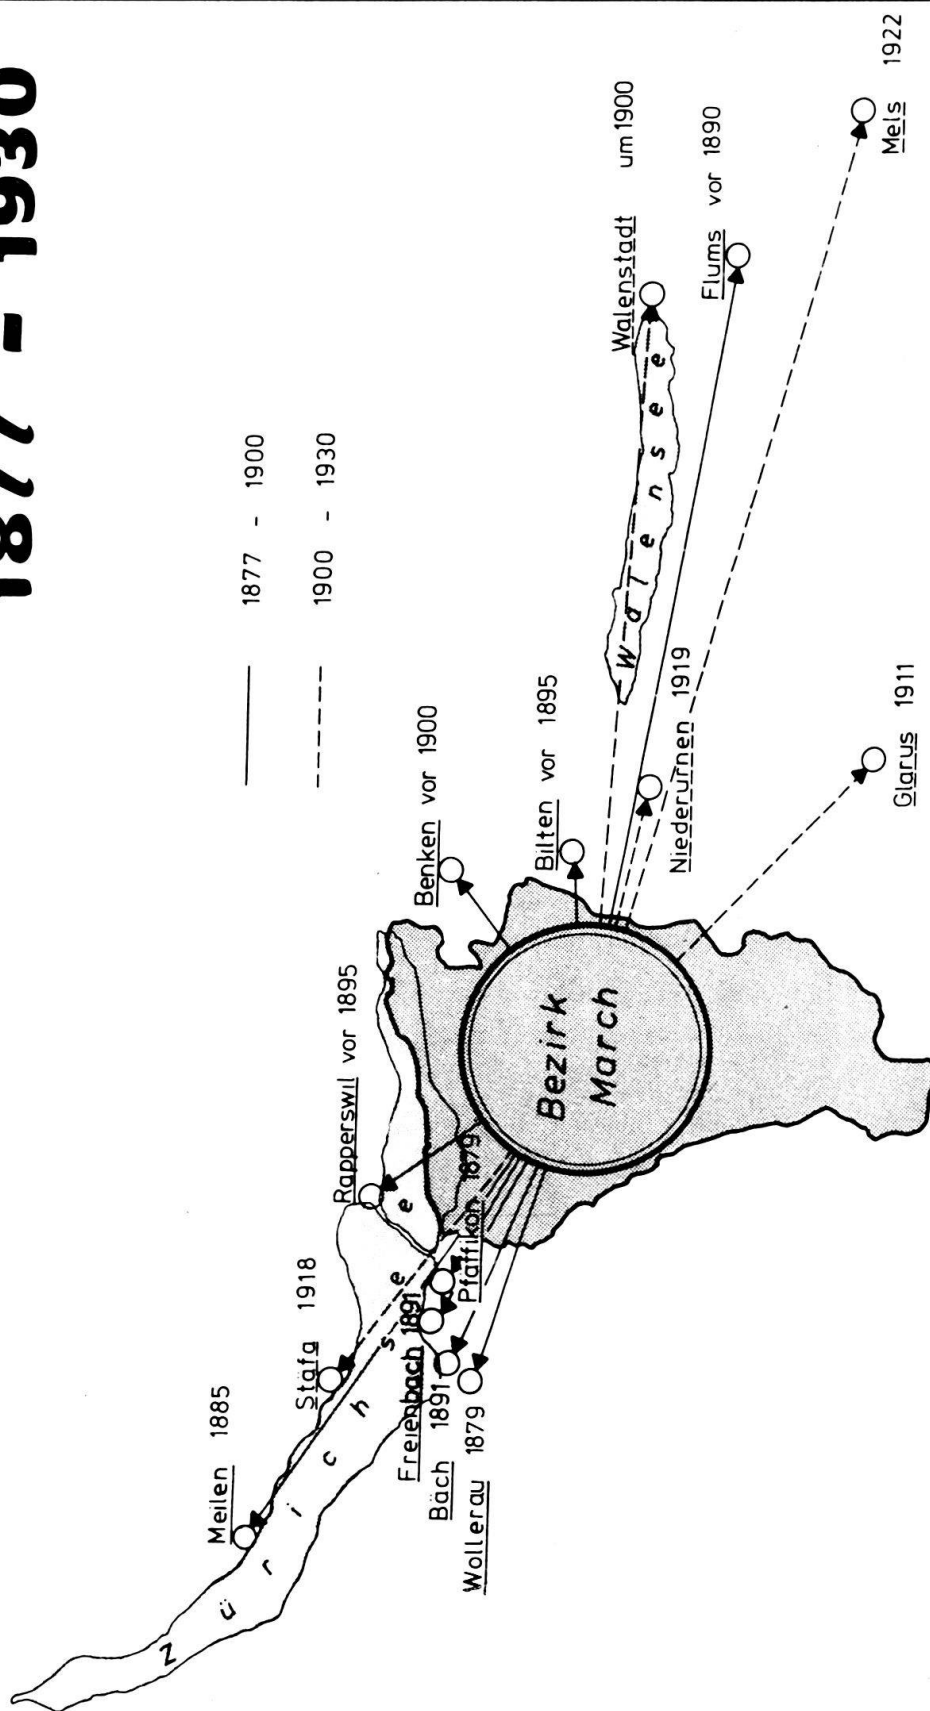 1877 - 1930
1877 - 1900
1900 - 1930
Meilen 1885
Stäfa 1918
Rapperswil vor 1895
Benken vor 1900
Bilten vor 1895
Walenstadt um 1900
Flums vor 1890
Mels 1922
Niederurnen 1919
Glarus 1911
Zürichsee
Walensee
Freienbach 1891
Pfäffikon 1879
Bäch 1891
Wollerau 1879
Bezirk
March